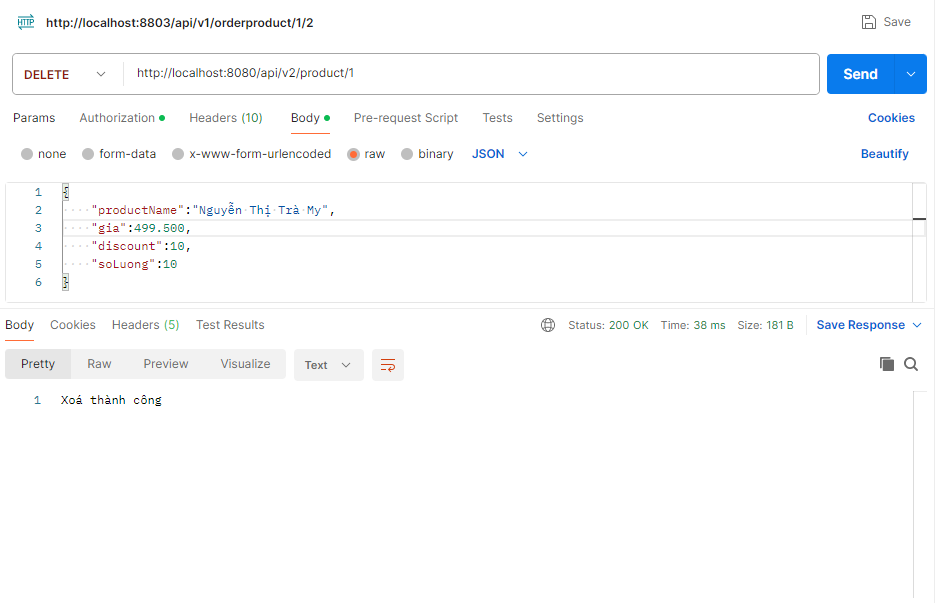 HTTP http://localhost:8803/api/v1/orderproduct/1/2 Save
DELETE http://localhost:8080/api/v2/product/1 Send
Params Authorization Headers (10) Body Pre-request Script Tests Settings Cookies
none form-data x-www-form-urlencoded raw binary JSON Beautify
1 {
2 ····"productName":"Nguyễn·Thị·Trà·My",
3 ····"gia":499.500,
4 ····"discount":10,
5 ····"soLuong":10
6 }
Body Cookies Headers (5) Test Results Status: 200 OK Time: 38 ms Size: 181 B Save Response
Pretty Raw Preview Visualize Text
1 Xoá thành công